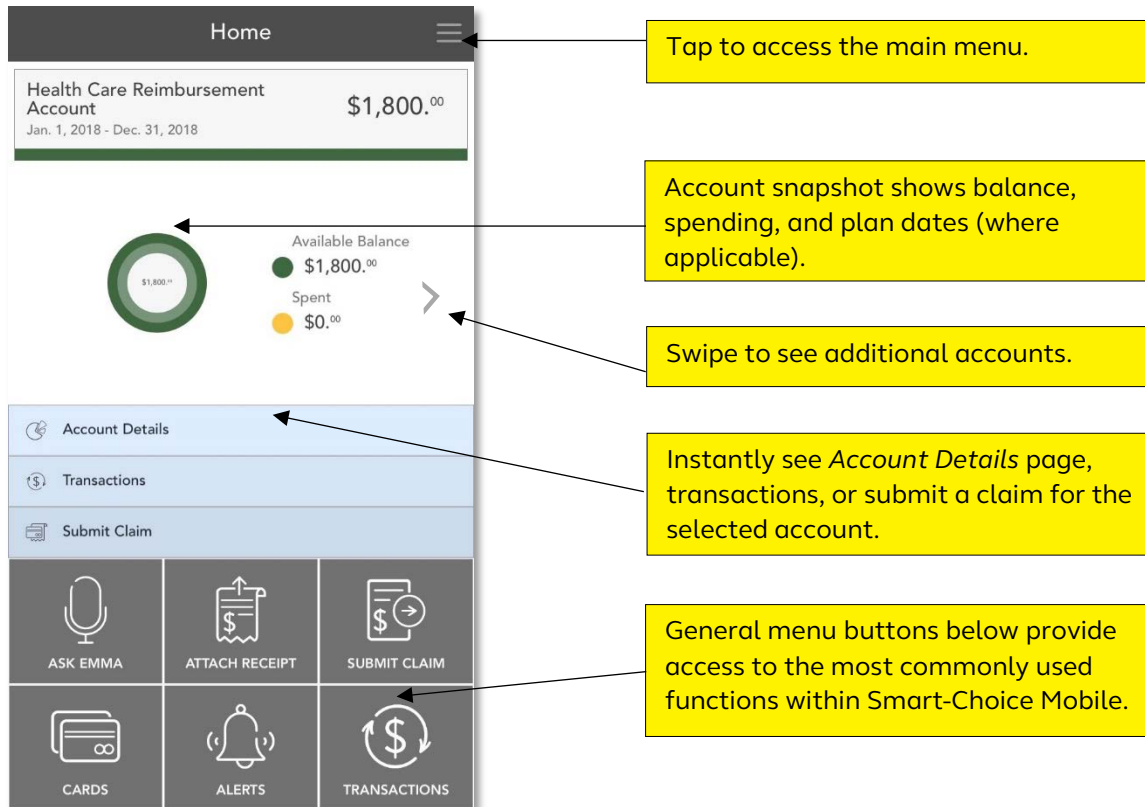 Home
Tap to access the main menu.
Health Care Reimbursement
Account
$1,800.00
Jan. 1, 2018 - Dec. 31, 2018
Account snapshot shows balance,
spending, and plan dates (where
applicable).
$1,800.00
Available Balance
$1,800.00
Spent
$0.00
Swipe to see additional accounts.
Account Details
Transactions
Submit Claim
Instantly see Account Details page,
transactions, or submit a claim for the
selected account.
ASK EMMA
ATTACH RECEIPT
SUBMIT CLAIM
General menu buttons below provide
access to the most commonly used
functions within Smart-Choice Mobile.
CARDS
ALERTS
TRANSACTIONS